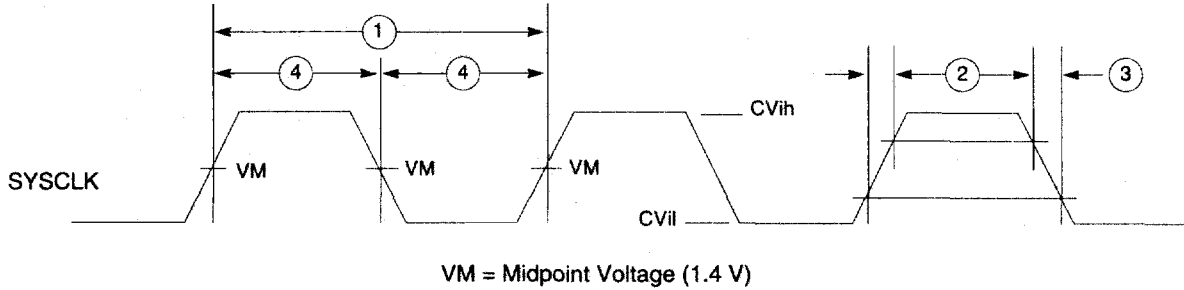 1
4
4
2
3
CVih
VM
VM
VM
SYSCLK
CVil
VM = Midpoint Voltage (1.4 V)